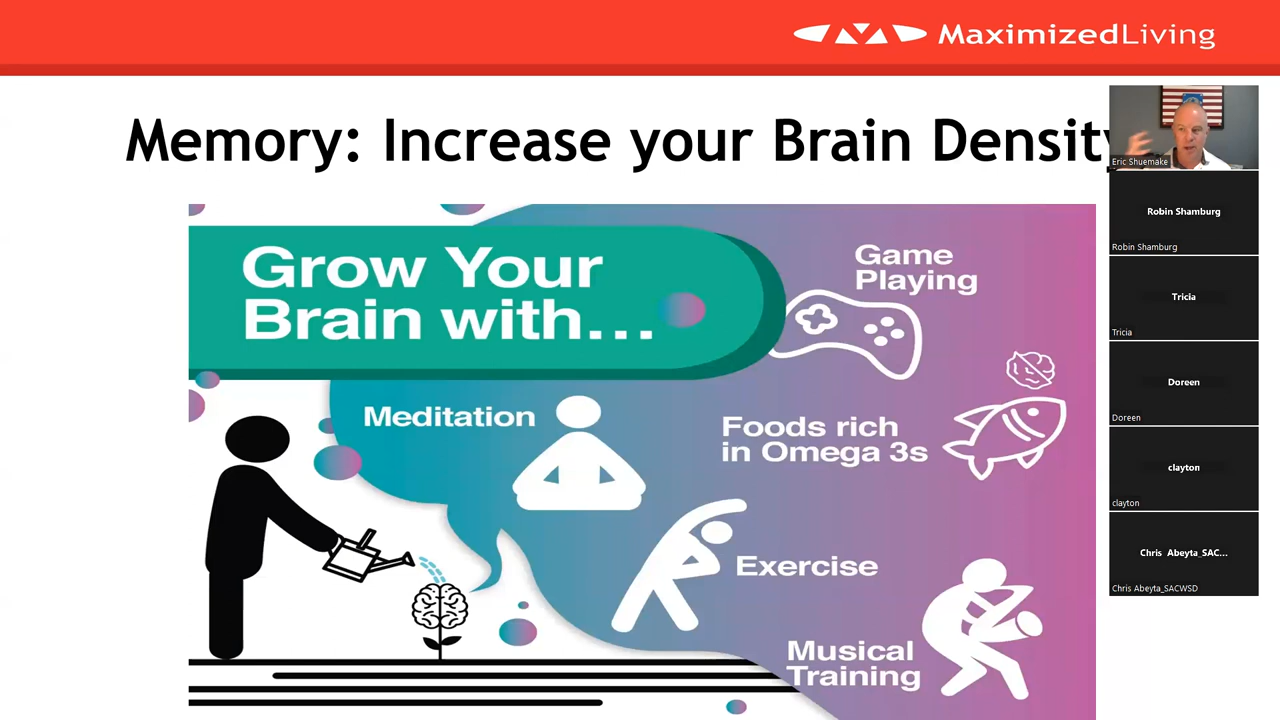 MaximizedLiving
Memory: Increase your Brain Density
Grow Your
Brain with...
Game
Playing
Meditation
Foods rich
in Omega 3s
Exercise
Musical
Training
Eric Shuemake
Robin Shamburg
Robin Shamburg
Tricia
Tricia
Doreen
Doreen
clayton
clayton
Chris Abeyta_SAC...
Chris Abeyta_SACWSD